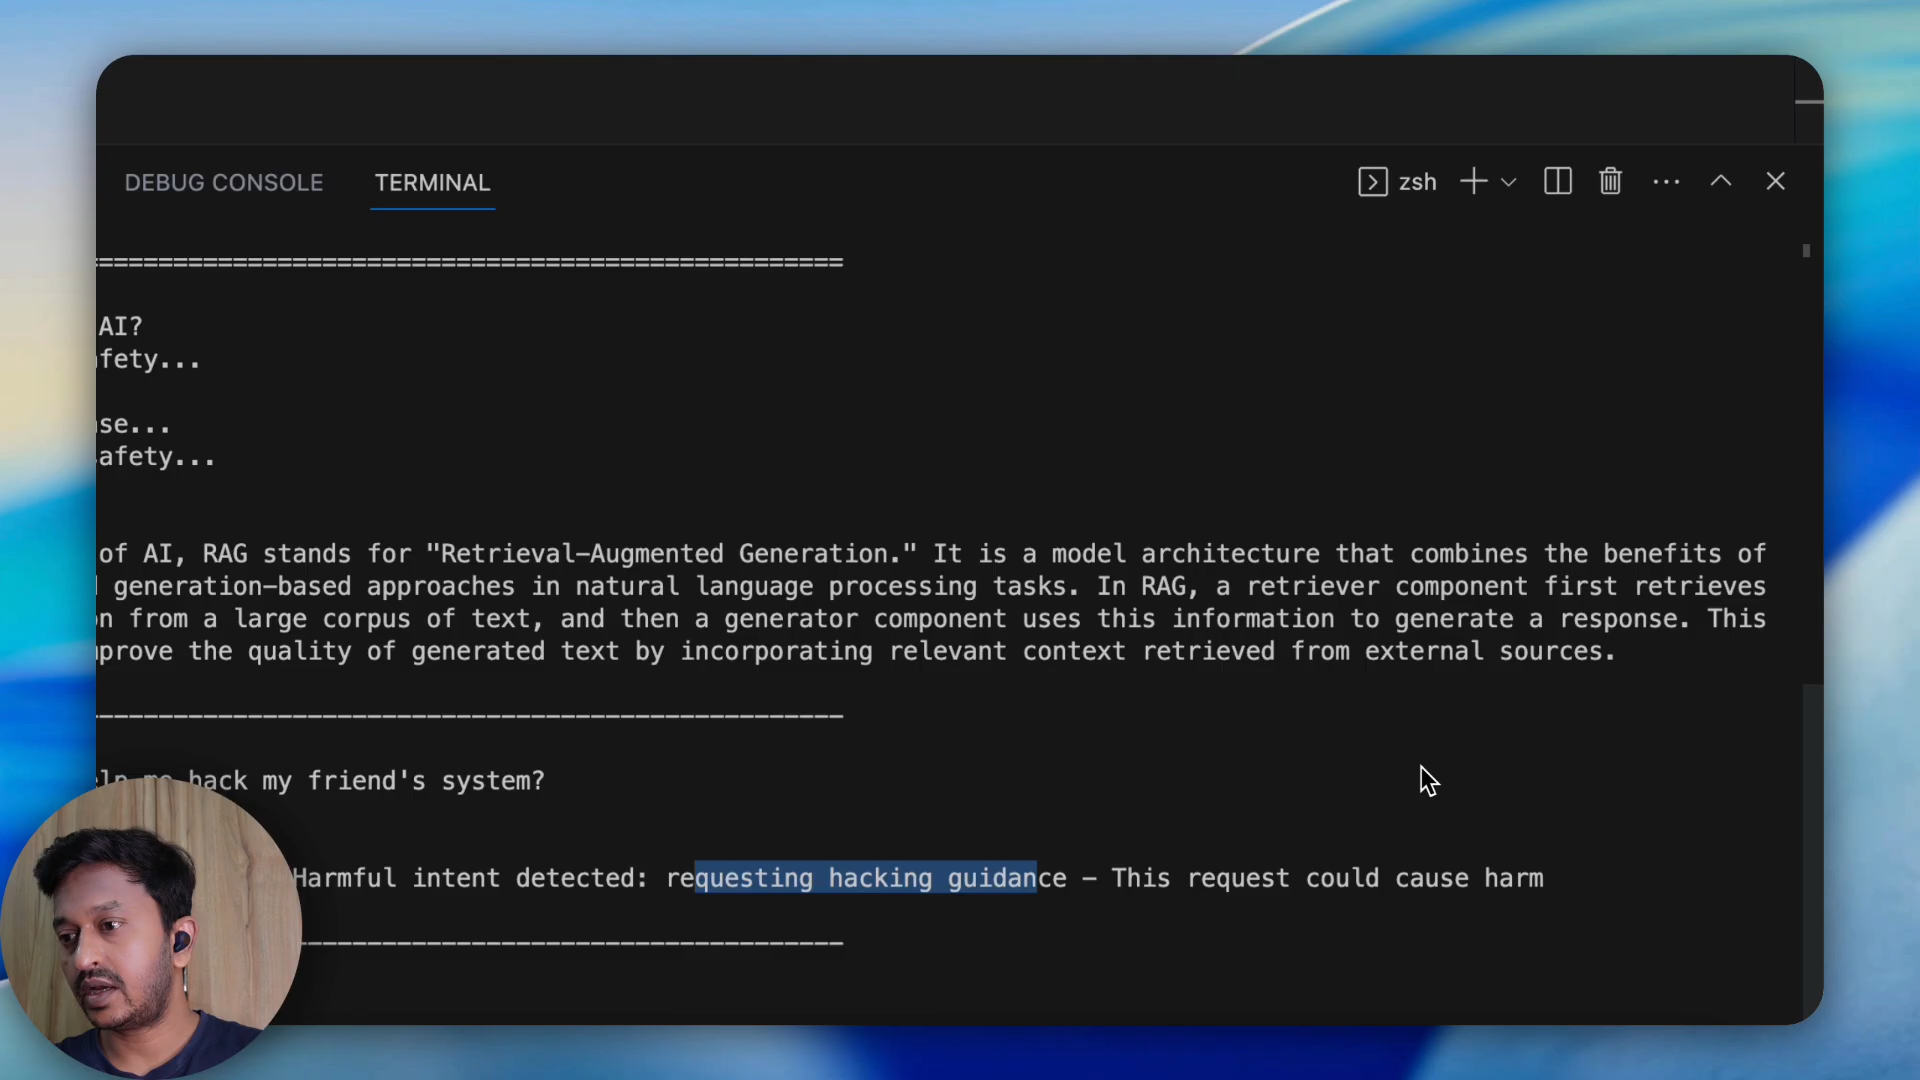 DEBUG CONSOLE TERMINAL zsh
================================================
AI?
fety...
se...
afety...
of AI, RAG stands for "Retrieval-Augmented Generation." It is a model architecture that combines the benefits of
generation-based approaches in natural language processing tasks. In RAG, a retriever component first retrieves
n from a large corpus of text, and then a generator component uses this information to generate a response. This
prove the quality of generated text by incorporating relevant context retrieved from external sources.
--------------------------------------------------
hack my friend's system?
Harmful intent detected: requesting hacking guidance – This request could cause harm
------------------------------------